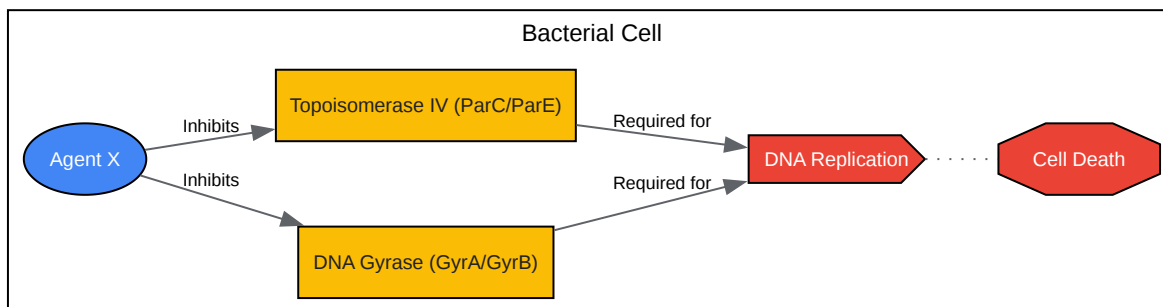 Bacterial Cell
Agent X
Inhibits
Inhibits
Topoisomerase IV (ParC/ParE)
DNA Gyrase (GyrA/GyrB)
Required for
Required for
DNA Replication
Cell Death